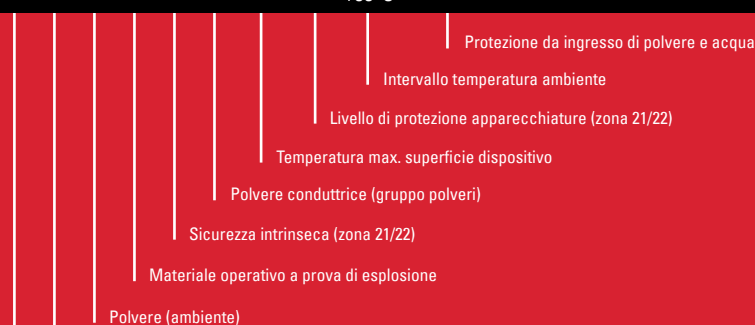 Protezione da ingresso di polvere e acqua
Intervallo temperatura ambiente
Livello di protezione apparecchiature (zona 21/22)
Temperatura max. superficie dispositivo
Polvere conduttrice (gruppo polveri)
Sicurezza intrinseca (zona 21/22)
Materiale operativo a prova di esplosione
Polvere (ambiente)